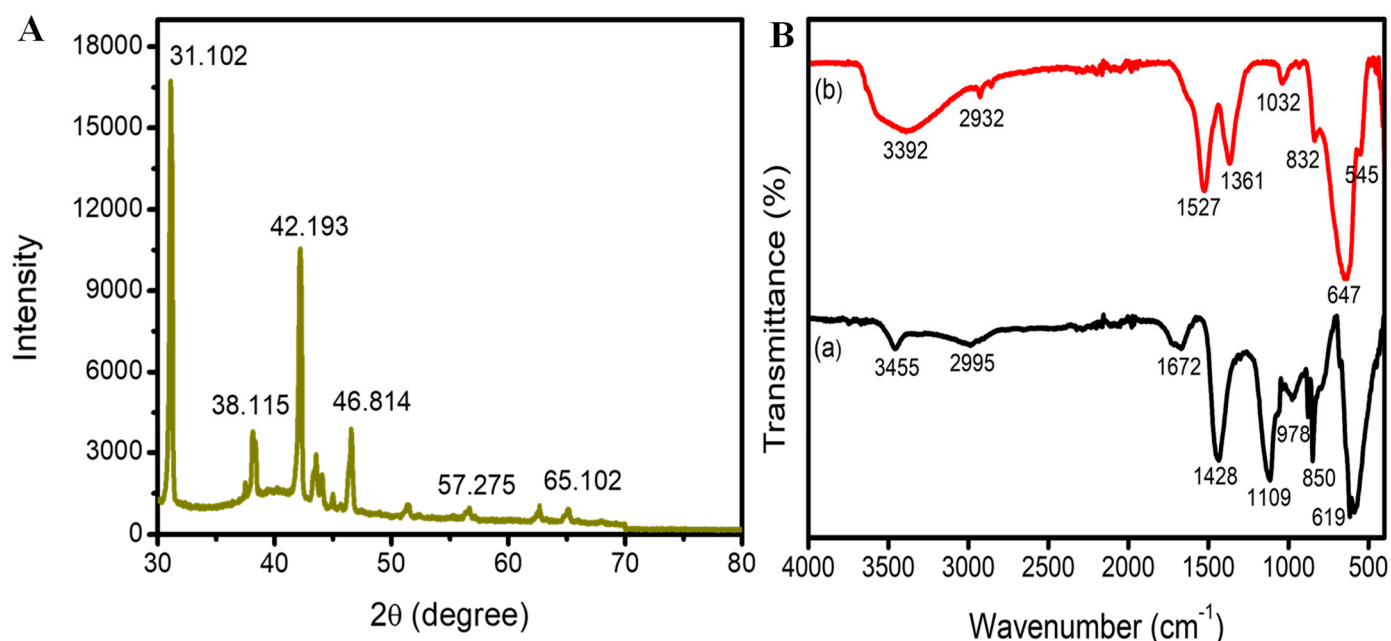 A
18000
15000
12000
9000
6000
3000
0
Intensity
31.102
38.115
42.193
46.814
57.275
65.102
30 40 50 60 70 80
2θ (degree)
B
Transmittance (%)
(b)
3392
2932
1527
1361
1032
832
647
545
(a)
3455
2995
1672
1428
1109
978
850
619
4000 3500 3000 2500 2000 1500 1000 500
Wavenumber (cm⁻¹)